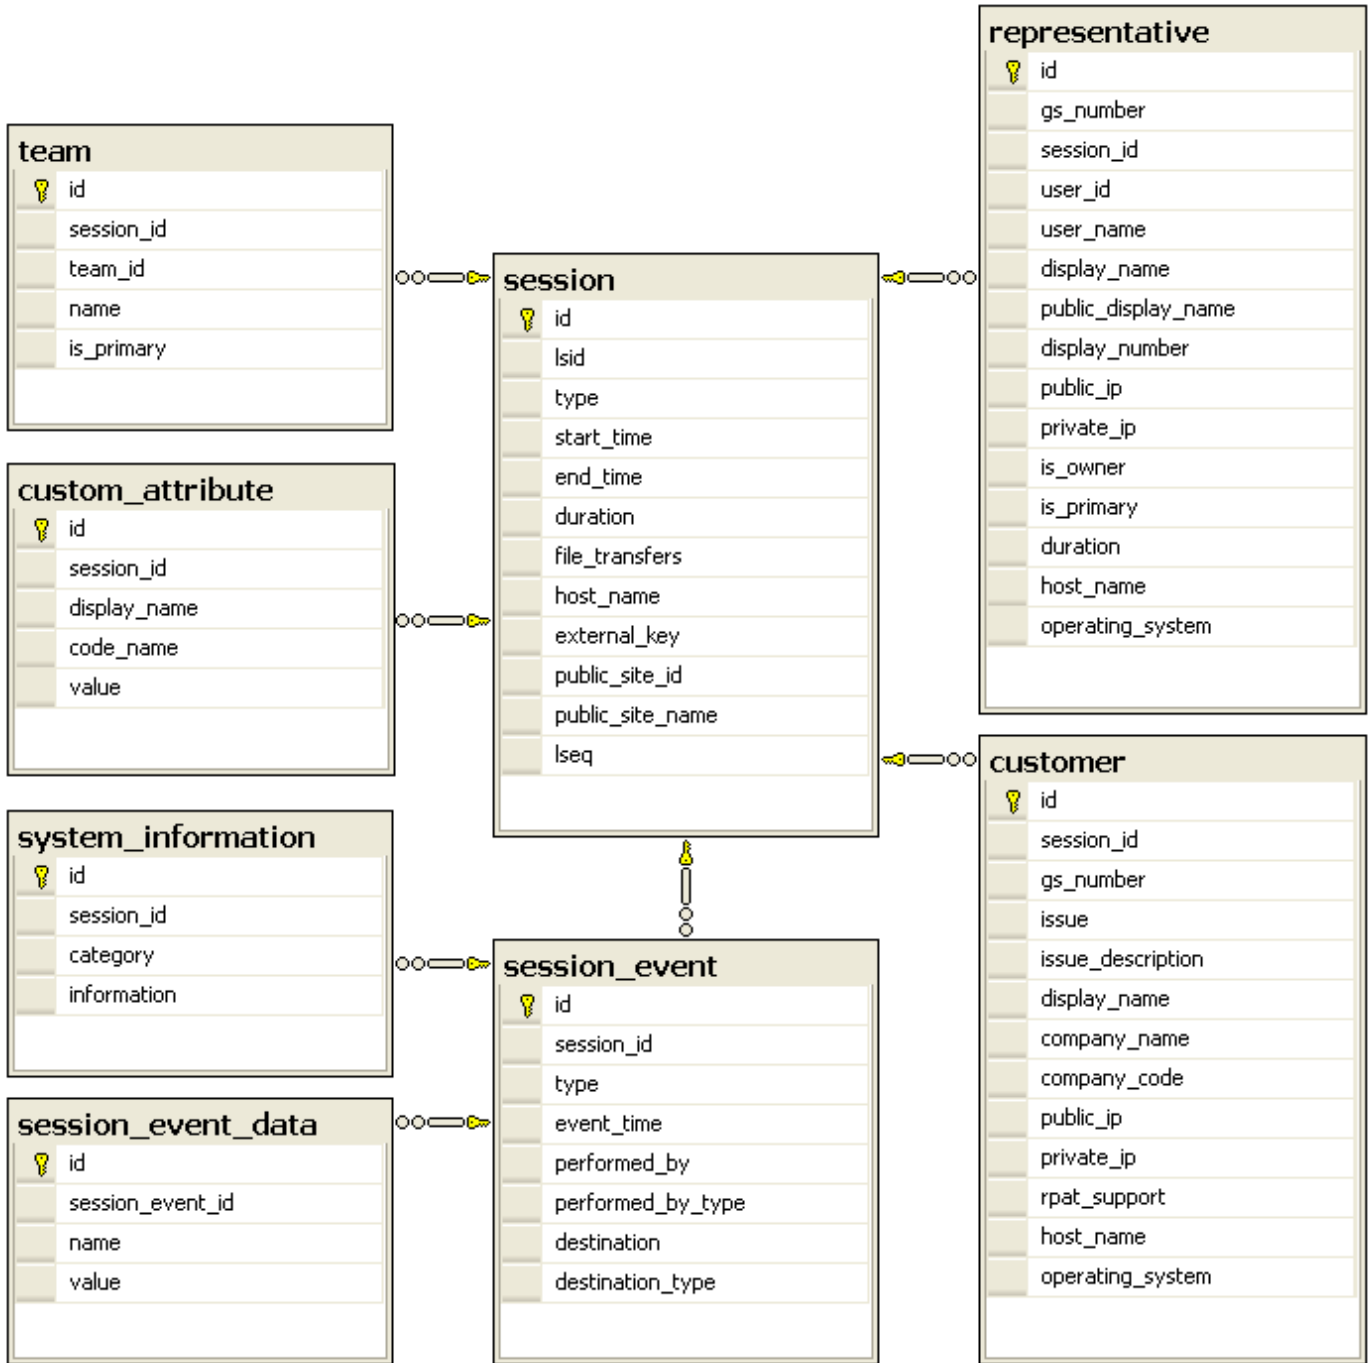 team
id
session_id
team_id
name
is_primary
custom_attribute
id
session_id
display_name
code_name
value
system_information
id
session_id
category
information
session_event_data
id
session_event_id
name
value
session
id
lsid
type
start_time
end_time
duration
file_transfers
host_name
external_key
public_site_id
public_site_name
lseq
session_event
id
session_id
type
event_time
performed_by
performed_by_type
destination
destination_type
representative
id
gs_number
session_id
user_id
user_name
display_name
public_display_name
display_number
public_ip
private_ip
is_owner
is_primary
duration
host_name
operating_system
customer
id
session_id
gs_number
issue
issue_description
display_name
company_name
company_code
public_ip
private_ip
rpat_support
host_name
operating_system